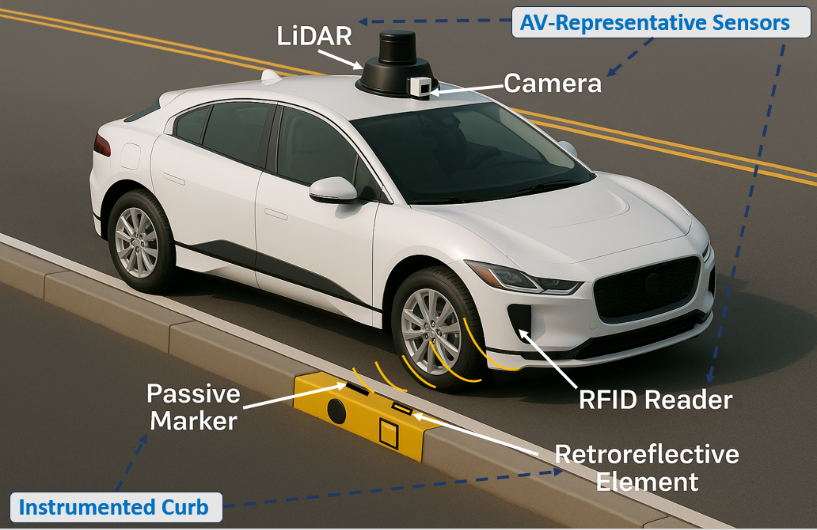 AV-Representative Sensors
LiDAR
Camera
Passive
Marker
RFID Reader
Retroreflective
Element
Instrumented Curb